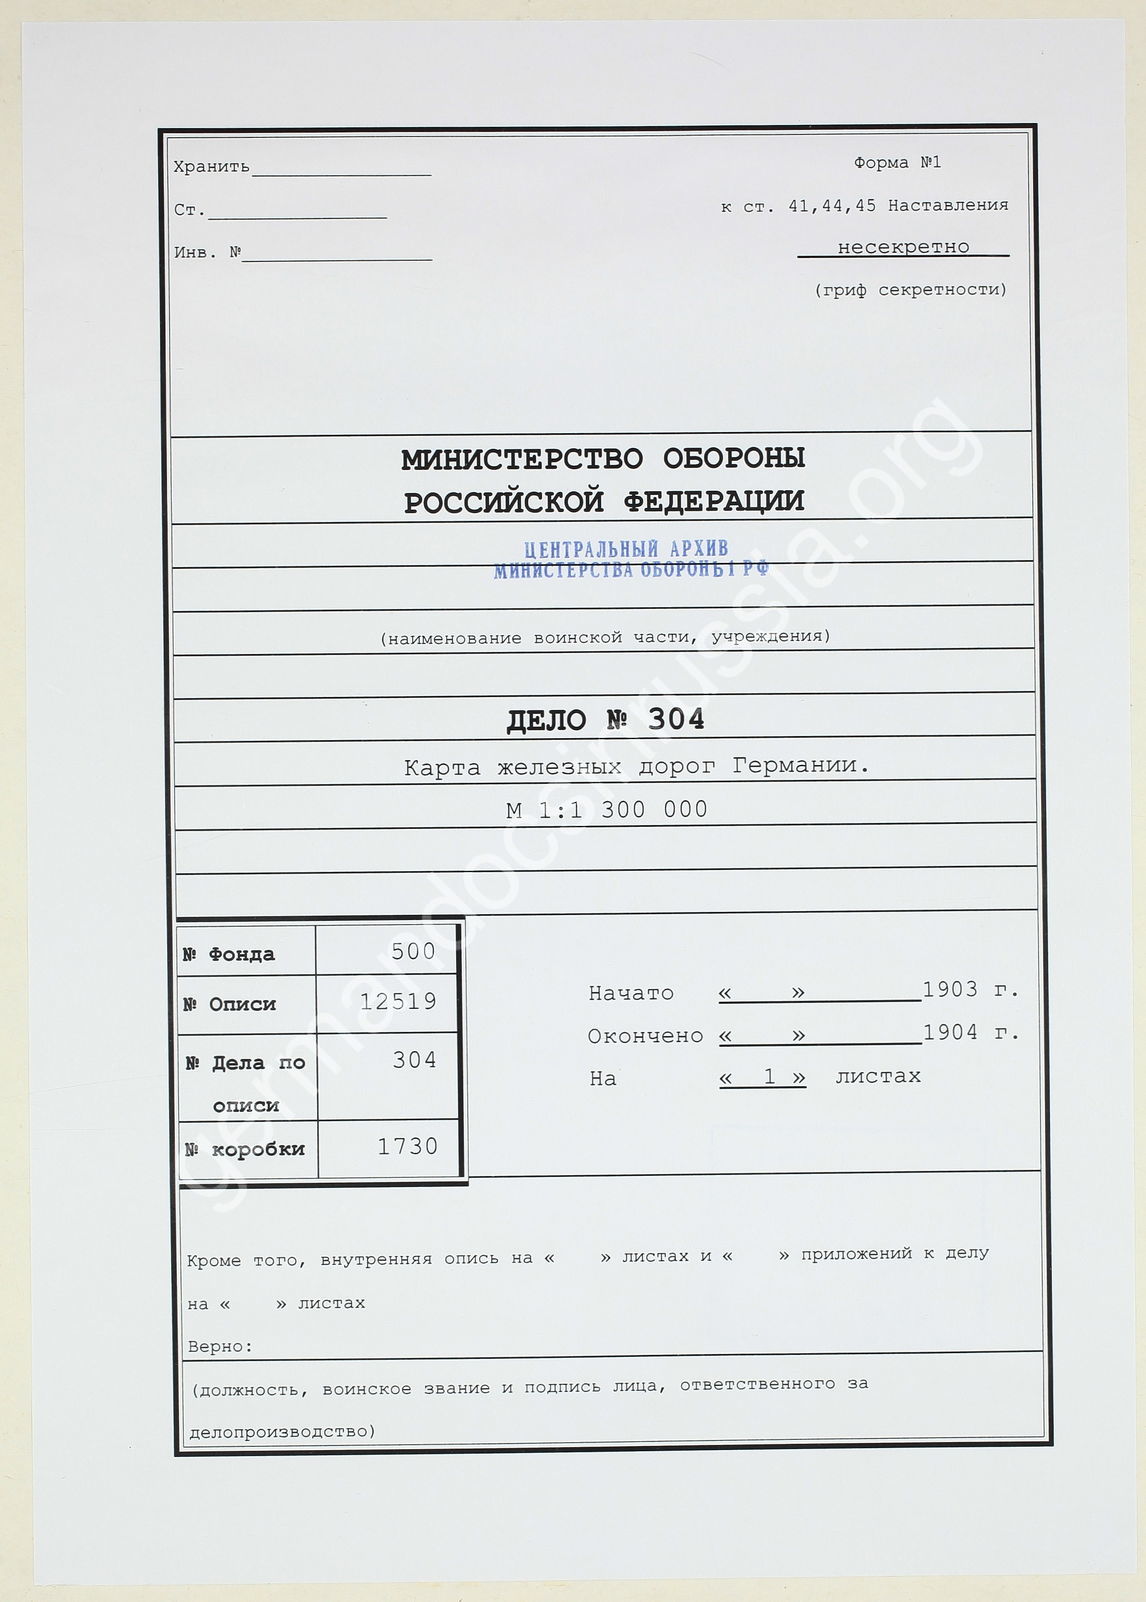 Хранить
Форма №1
Ст.
к ст. 41,44,45 Наставления
Инв. №
несекретно
(гриф секретности)
МИНИСТЕРСТВО ОБОРОНЫ
РОССИЙСКОЙ ФЕДЕРАЦИИ
ЦЕНТРАЛЬНЫЙ АРХИВ
МИНИСТЕРСТВА ОБОРОНЫ РФ
(наименование воинской части, учреждения)
ДЕЛО № 304
Карта железных дорог Германии.
М 1:1 300 000
№ Фонда 500
№ Описи 12519
№ Дела по описи 304
№ коробки 1730
Начато « » 1903 г.
Окончено « » 1904 г.
На « 1 » листах
Кроме того, внутренняя опись на « » листах и « » приложений к делу
на « » листах
Верно:
(должность, воинское звание и подпись лица, ответственного за
делопроизводство)
germandocsinrussia.org